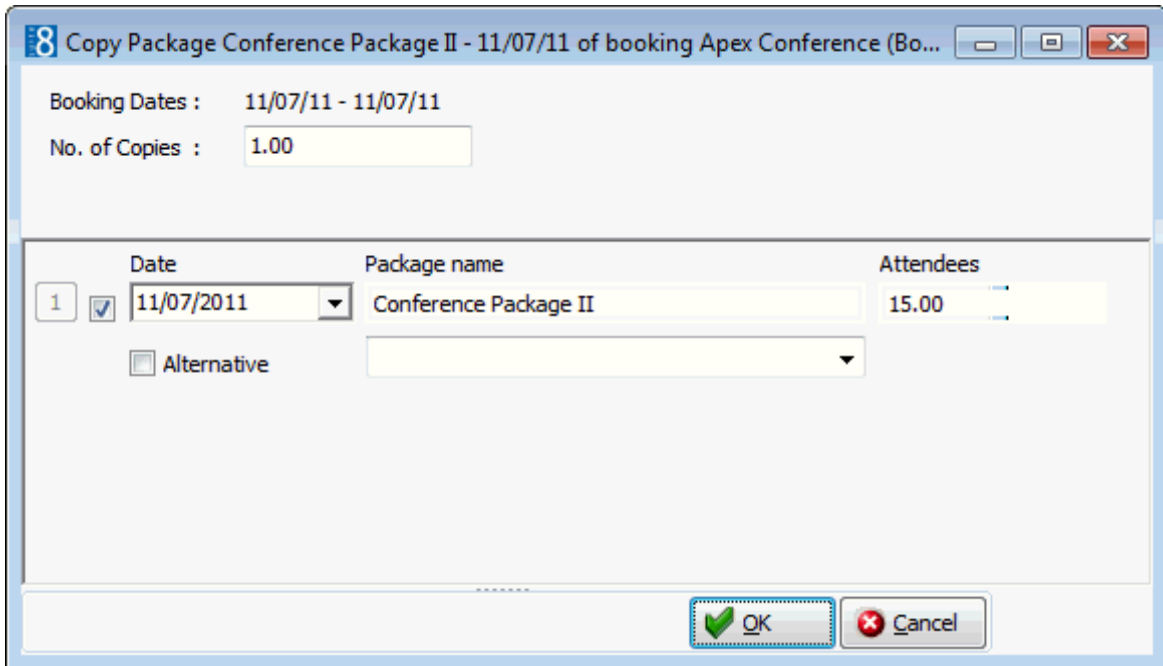 8 Copy Package Conference Package II - 11/07/11 of booking Apex Conference (Bo...
Booking Dates : 11/07/11 - 11/07/11
No. of Copies : 1.00
Date Package name Attendees
1 11/07/2011 Conference Package II 15.00
Alternative
OK Cancel